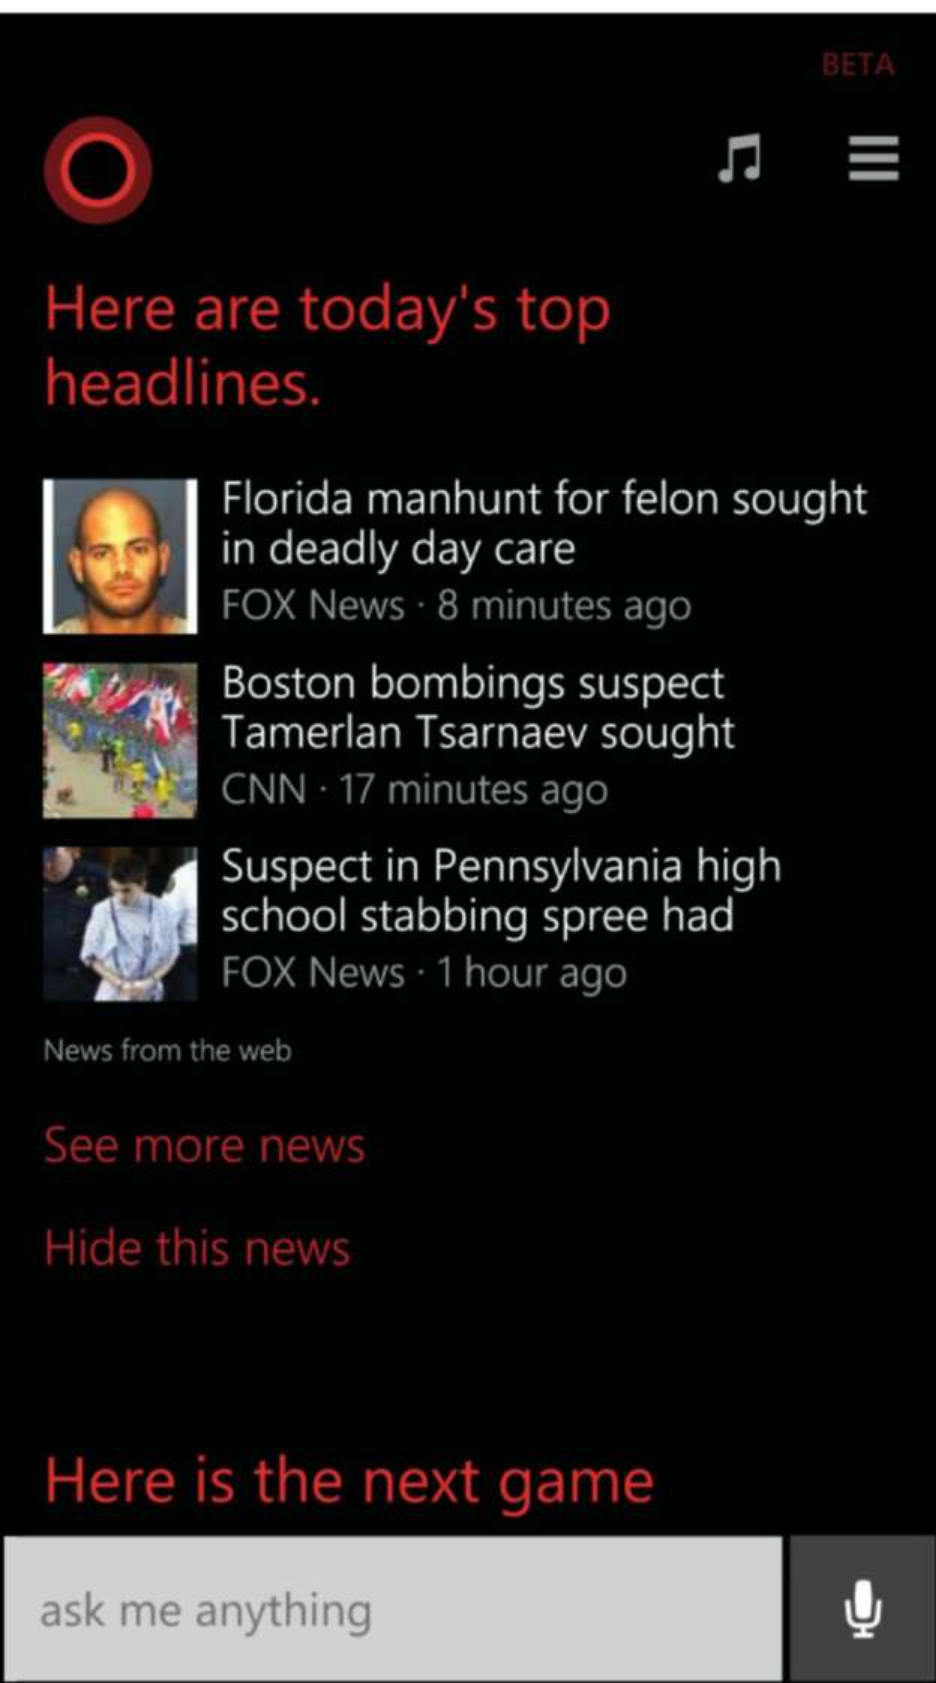 BETA
Here are today's top
headlines.
Florida manhunt for felon sought
in deadly day care
FOX News · 8 minutes ago
Boston bombings suspect
Tamerlan Tsarnaev sought
CNN · 17 minutes ago
Suspect in Pennsylvania high
school stabbing spree had
FOX News · 1 hour ago
News from the web
See more news
Hide this news
Here is the next game
ask me anything